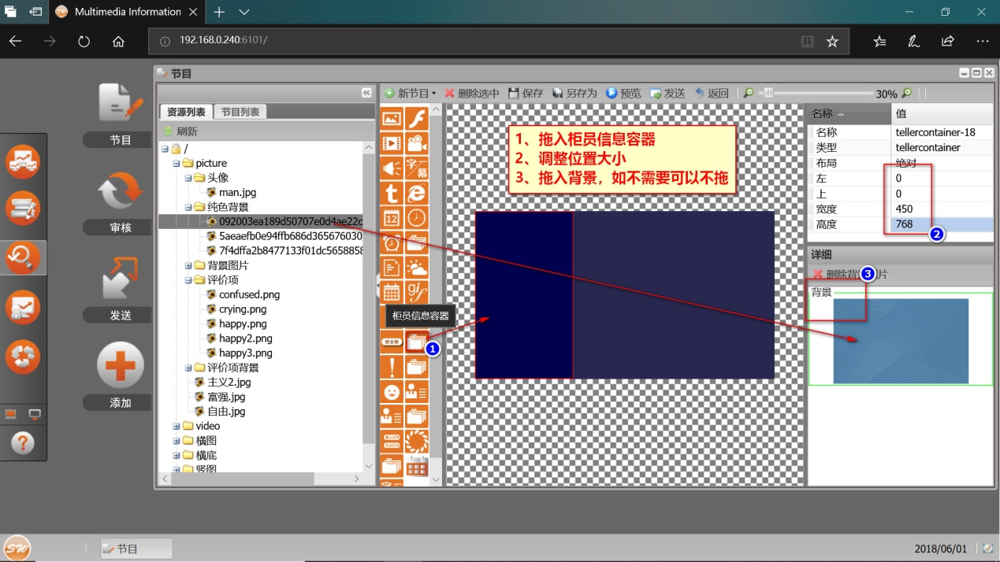 Multimedia Information
192.168.0.240:6101/
节目
审核
发送
添加
节目
资源列表 节目列表
刷新
/
picture
头像
man.jpg
纯色背景
092003ea189d50707e0d4ae22c
5aeaefb0e94ffb686d365676030
7f4dffa2b8477133f01dc5658858
背景图片
评价项
confused.png
crying.png
happy.png
happy2.png
happy3.png
评价项背景
主义2.jpg
富强.jpg
自由.jpg
video
横图
横底
竖图
新节目 删除选中 保存 另存为 预览 发送 返回 30%
字幕
12
gif
柜员信息容器
综合屏
1
1、拖入柜员信息容器
2、调整位置大小
3、拖入背景，如不需要可以不拖
名称 值
名称 tellercontainer-18
类型 tellercontainer
布局 绝对
左 0
上 0
宽度 450
高度 768
2
详细
删除背 片
3
背景
SW
节目
2018/06/01